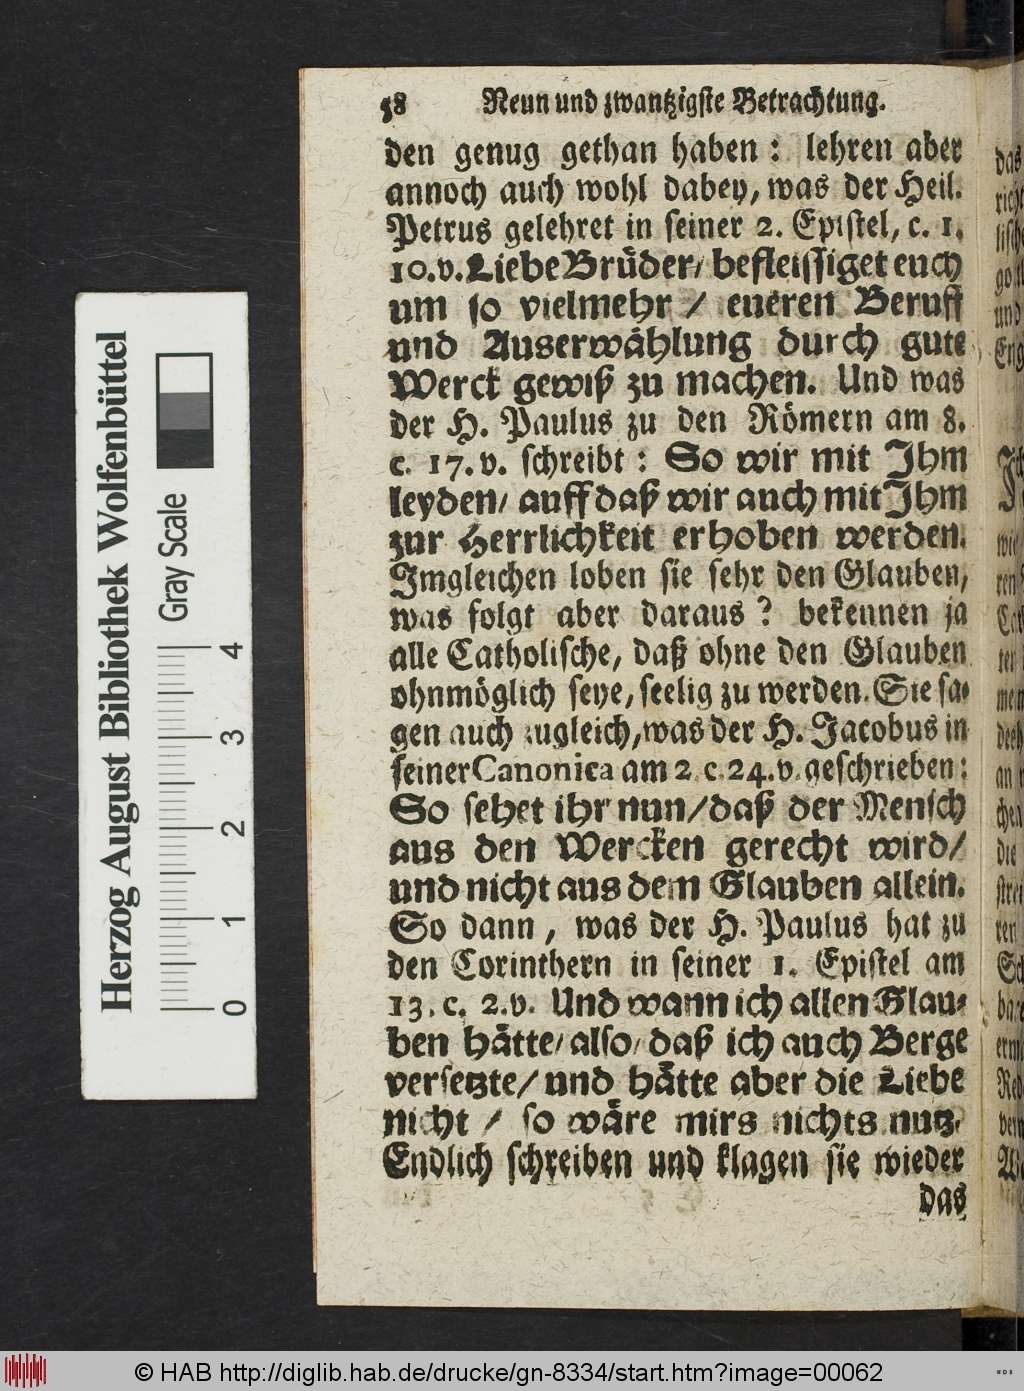 58 Neun und zwantzigste Betrachtung.
den genug gethan haben : lehren aber
annoch auch wohl dabey, was der Heil.
Petrus gelehret in seiner 2. Epistel, c. 1.
10. v. Liebe Brüder/ befleissiget euch
um so vielmehr / eueren Beruff
und Auserwählung durch gute
Werck gewiß zu machen. Und was
der H. Paulus zu den Römern am 8.
c. 17. v. schreibt : So wir mit Ihm
leyden/ auff daß wir auch mit Ihm
zur Herrlichkeit erhoben werden.
Imgleichen loben sie sehr den Glauben,
was folgt aber daraus ? bekennen ja
alle Catholische, daß ohne den Glauben
ohnmöglich seye, seelig zu werden. Sie sa-
gen auch zugleich, was der H. Jacobus in
seiner Canonica am 2. c. 24. v. geschrieben :
So sehet ihr nun/ daß der Mensch
aus den Wercken gerecht wird/
und nicht aus dem Glauben allein.
So dann, was der H. Paulus hat zu
den Corinthern in seiner 1. Epistel am
13. c. 2. v. Und wann ich allen Glau-
ben hätte/ also/ daß ich auch Berge
versetzte/ und hätte aber die Liebe
nicht / so wäre mirs nichts nutz.
Endlich schreiben und klagen sie wieder
das
Herzog August Bibliothek Wolfenbüttel
Gray Scale
0 1 2 3 4
© HAB http://diglib.hab.de/drucke/gn-8334/start.htm?image=00062